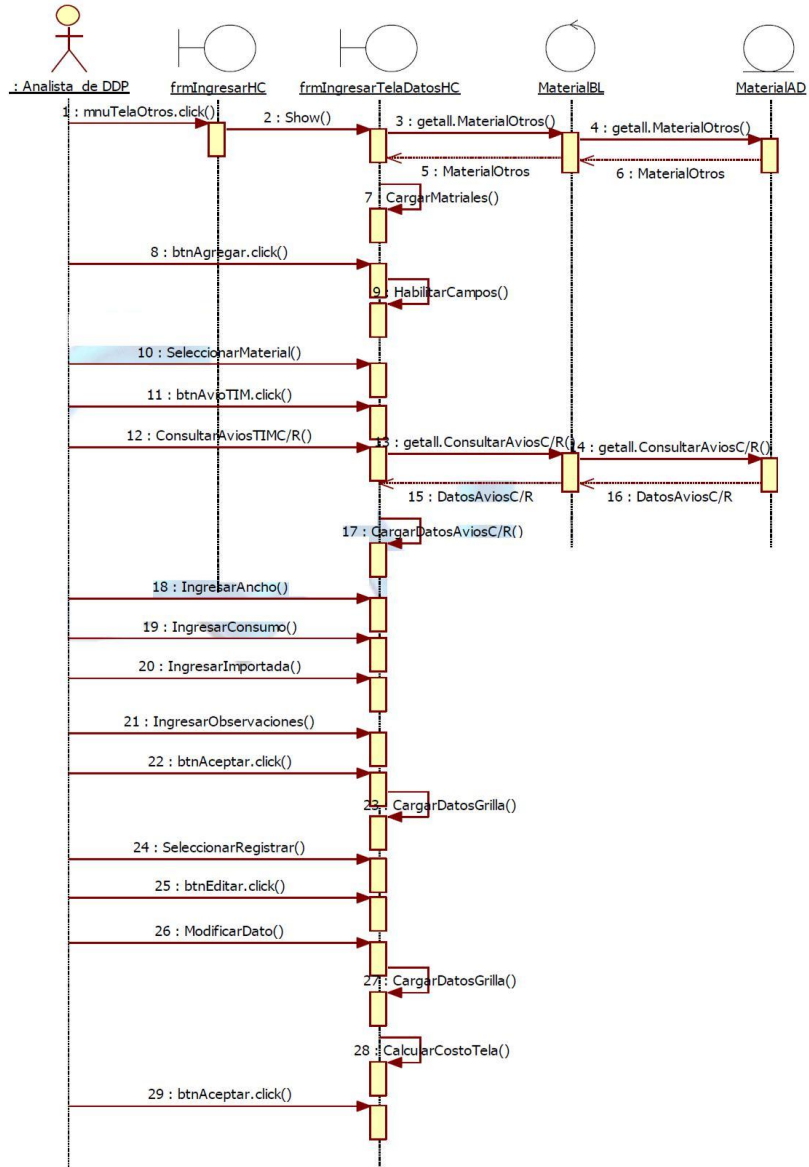 : Analista de DDP
frmIngresarHC
frmIngresarTelaDatosHC
MaterialBL
MaterialAD
1 : mnuTelaOtros.click()
2 : Show()
3 : getall.MaterialOtros()
4 : getall.MaterialOtros()
5 : MaterialOtros
6 : MaterialOtros
7 : CargarMatriales()
8 : btnAgregar.click()
9 : HabilitarCampos()
10 : SeleccionarMaterial()
11 : btnAvioTIM.click()
12 : ConsultarAviosTIMC/R()
13 : getall.ConsultarAviosC/R()
14 : getall.ConsultarAviosC/R()
15 : DatosAviosC/R
16 : DatosAviosC/R
17 : CargarDatosAviosC/R()
18 : IngresarAncho()
19 : IngresarConsumo()
20 : IngresarImportada()
21 : IngresarObservaciones()
22 : btnAceptar.click()
23 : CargarDatosGrilla()
24 : SeleccionarRegistrar()
25 : btnEditar.click()
26 : ModificarDato()
27 : CargarDatosGrilla()
28 : CalcularCostoTela()
29 : btnAceptar.click()